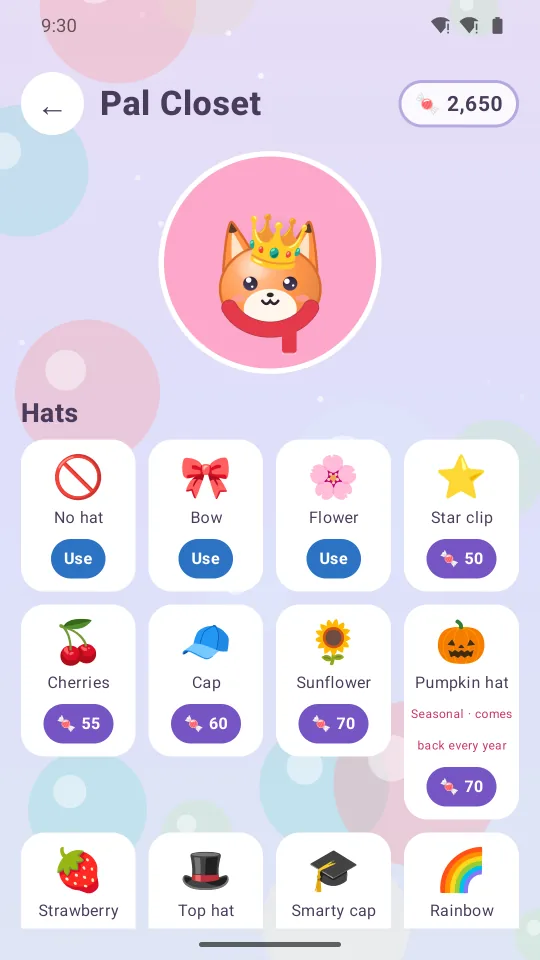 9:30
←
Pal Closet
2,650
Hats
No hat
Bow
Flower
Star clip
Use
Use
Use
50
Cherries
Cap
Sunflower
Pumpkin hat
Seasonal · comes
back every year
55
60
70
70
Strawberry
Top hat
Smarty cap
Rainbow